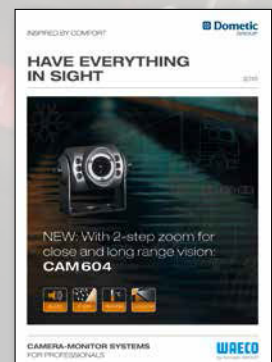 INSPIRED BY COMFORT
Dometic
GROUP
HAVE EVERYTHING
IN SIGHT
NEW: With 2-step zoom for
close and long range vision:
CAM604
CAMERA-MONITOR SYSTEMS
FOR PROFESSIONALS
WAECO